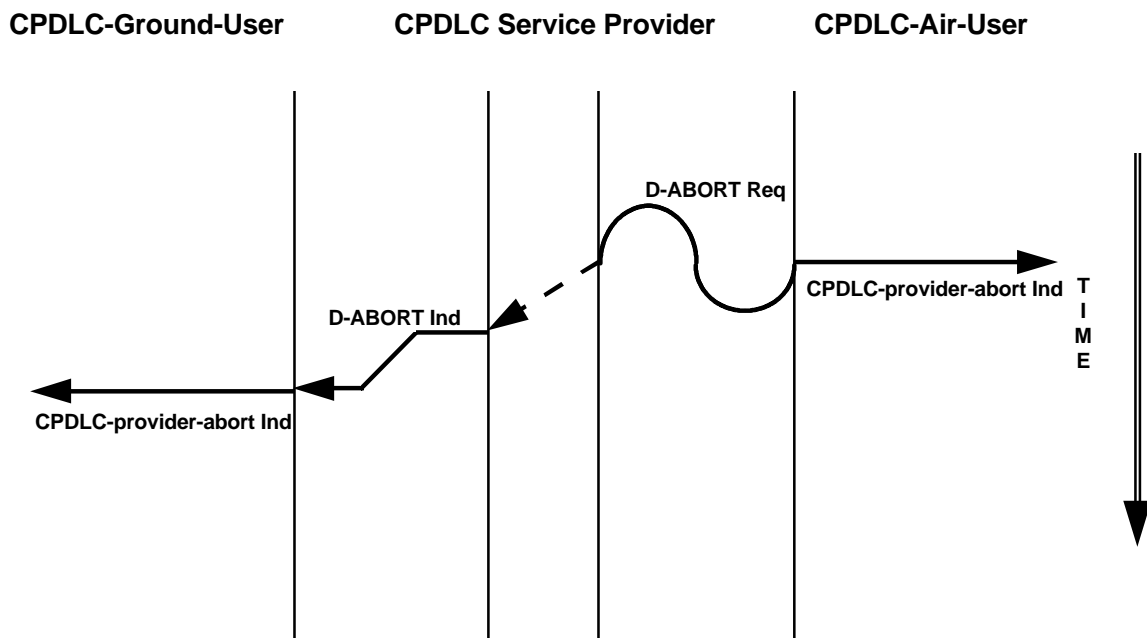 CPDLC-Ground-User
CPDLC Service Provider
CPDLC-Air-User
D-ABORT Req
CPDLC-provider-abort Ind
T
I
M
E
D-ABORT Ind
CPDLC-provider-abort Ind